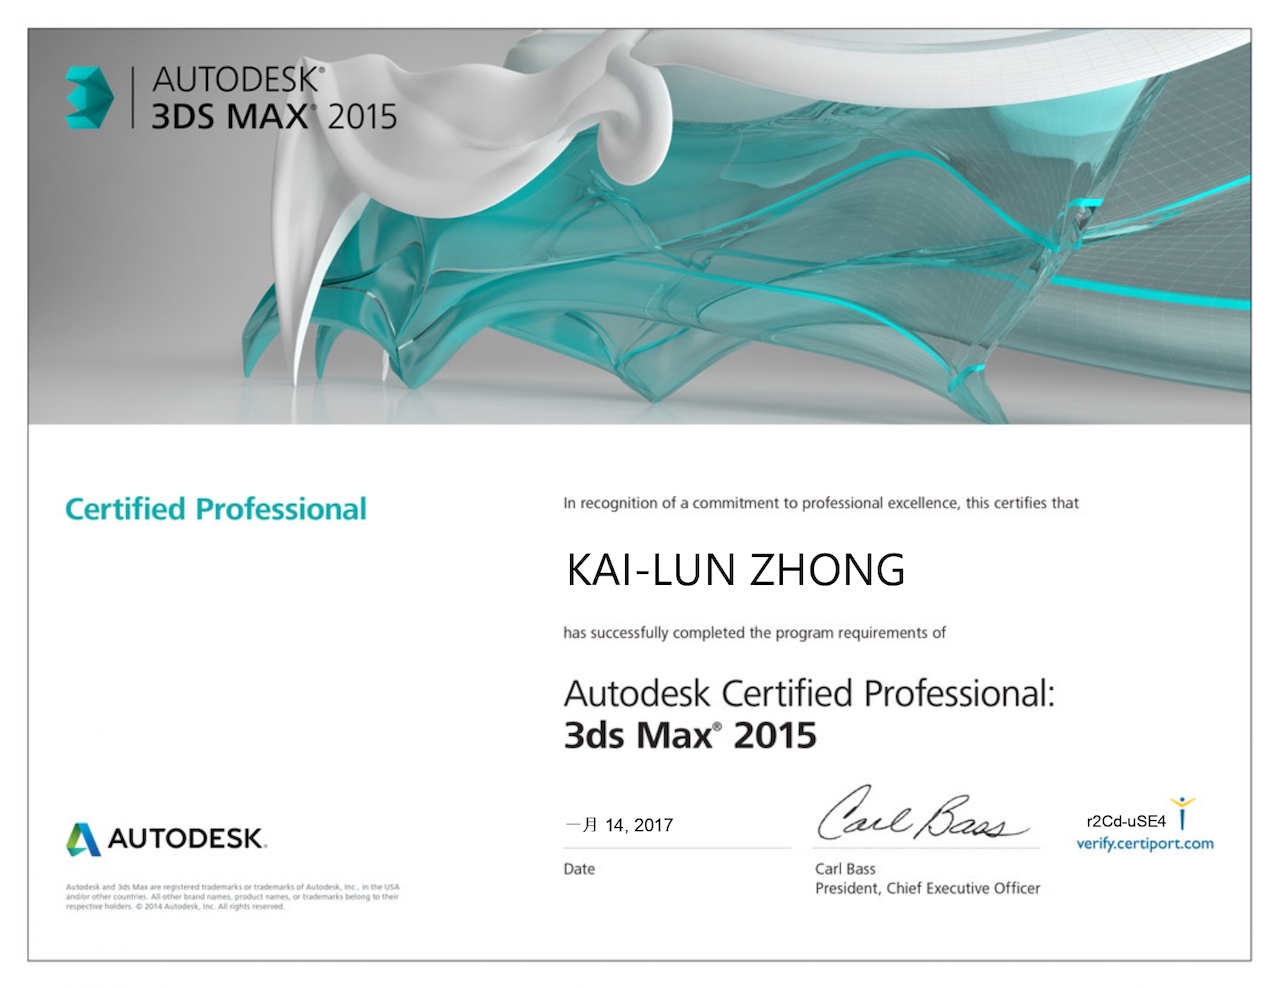 AUTODESK®
3DS MAX® 2015
Certified Professional
In recognition of a commitment to professional excellence, this certifies that
KAI-LUN ZHONG
has successfully completed the program requirements of
Autodesk Certified Professional:
3ds Max® 2015
一月 14, 2017
Date
Carl Bass
Carl Bass
President, Chief Executive Officer
r2Cd-uSE4
verify.certiport.com
AUTODESK®
Autodesk and 3ds Max are registered trademarks or trademarks of Autodesk, Inc., in the USA
and/or other countries. All other brand names, product names, or trademarks belong to their
respective holders. © 2014 Autodesk, Inc. All rights reserved.